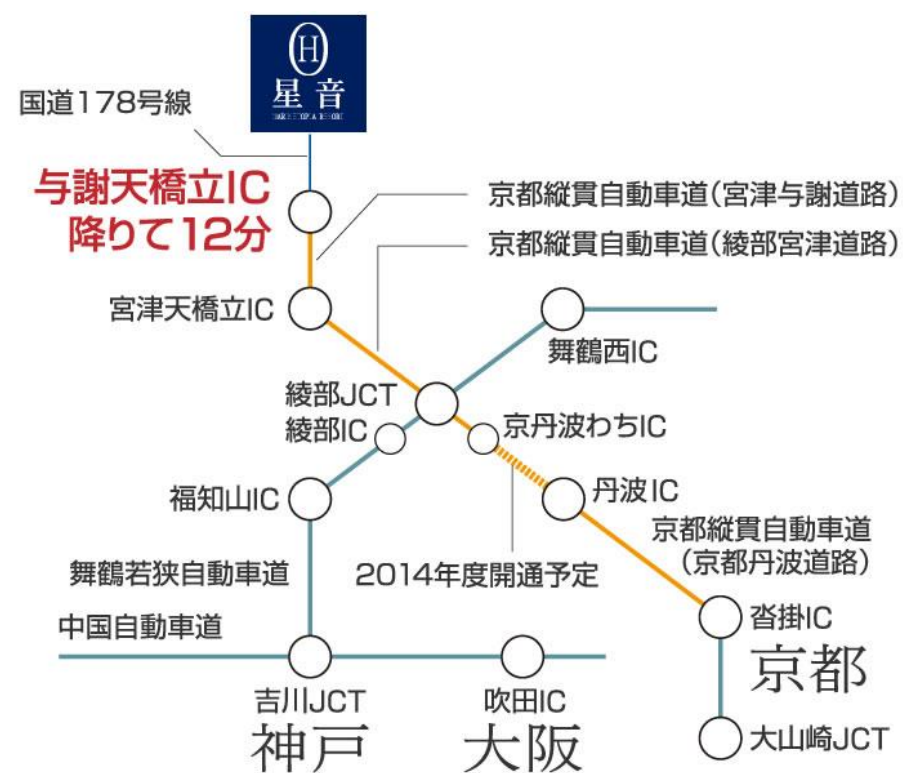 H
星音
国道178号線
与謝天橋立IC
降りて12分
京都縦貫自動車道(宮津与謝道路)
京都縦貫自動車道(綾部宮津道路)
宮津天橋立IC
舞鶴西IC
綾部JCT
綾部IC
京丹波わちIC
福知山IC
丹波IC
京都縦貫自動車道
(京都丹波道路)
舞鶴若狭自動車道
2014年度開通予定
中国自動車道
沓掛IC
京都
吉川JCT
神戸
吹田IC
大阪
大山崎JCT